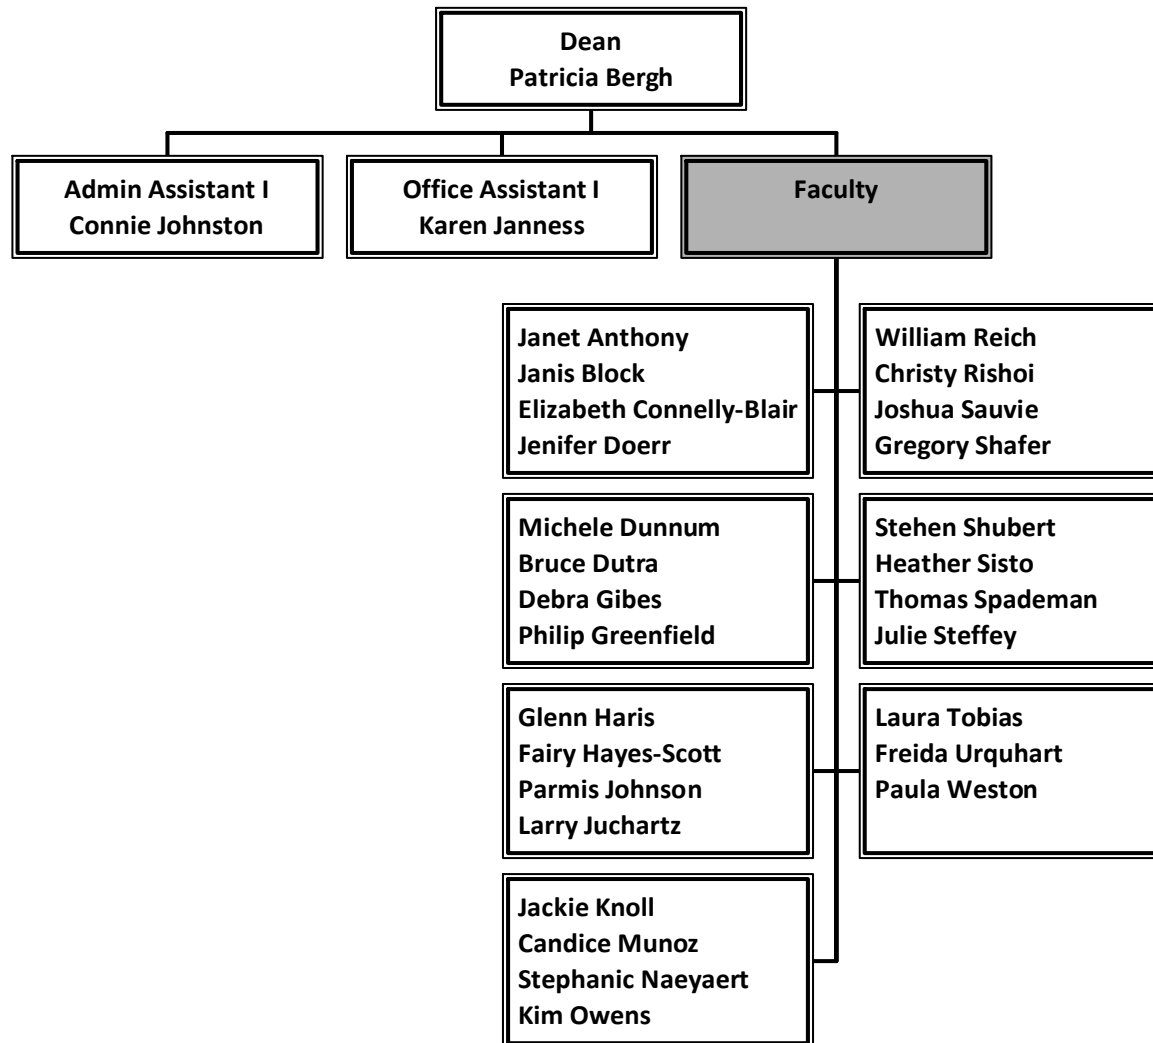 Dean
Patricia Bergh
Admin Assistant I
Connie Johnston
Office Assistant I
Karen Janness
Faculty
Janet Anthony
Janis Block
Elizabeth Connelly-Blair
Jenifer Doerr
William Reich
Christy Rishoi
Joshua Sauvie
Gregory Shafer
Michele Dunnum
Bruce Dutra
Debra Gibes
Philip Greenfield
Stehen Shubert
Heather Sisto
Thomas Spademan
Julie Steffey
Glenn Haris
Fairy Hayes-Scott
Parmis Johnson
Larry Juchartz
Laura Tobias
Freida Urquhart
Paula Weston
Jackie Knoll
Candice Munoz
Stephanic Naeyaert
Kim Owens